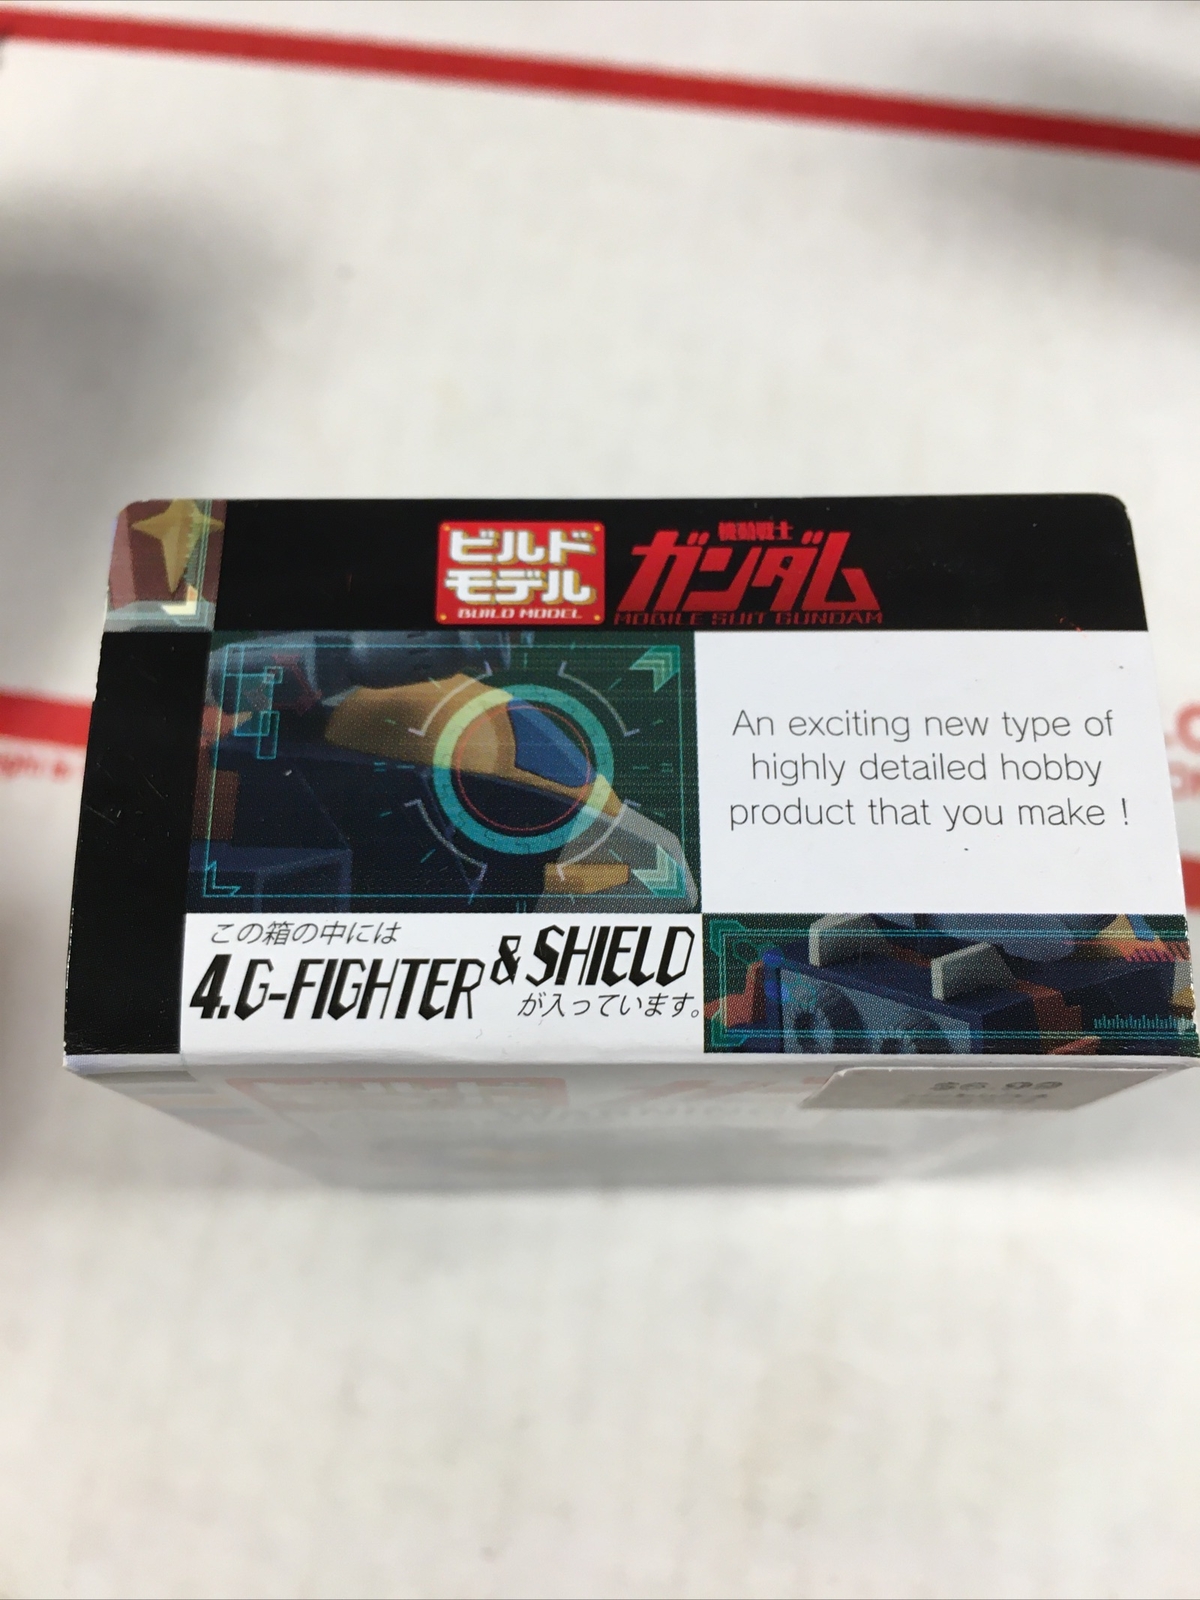 ビルド
モデル
BUILD MODEL
機動戦士
ガンダム
MOBILE SUIT GUNDAM
An exciting new type of
highly detailed hobby
product that you make !
この箱の中には
4.G-FIGHTER & SHIELD
が入っています。